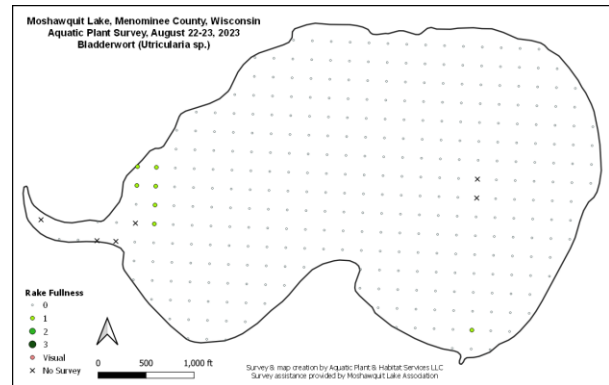 Moshawquit Lake, Menominee County, Wisconsin
Aquatic Plant Survey, August 22-23, 2023
Bladderwort (Utricularia sp.)
Rake Fullness
0
1
2
3
Visual
No Survey
0 500 1,000 ft
Survey & map creation by Aquatic Plant & Habitat Services LLC
Survey assistance provided by Moshawquit Lake Association